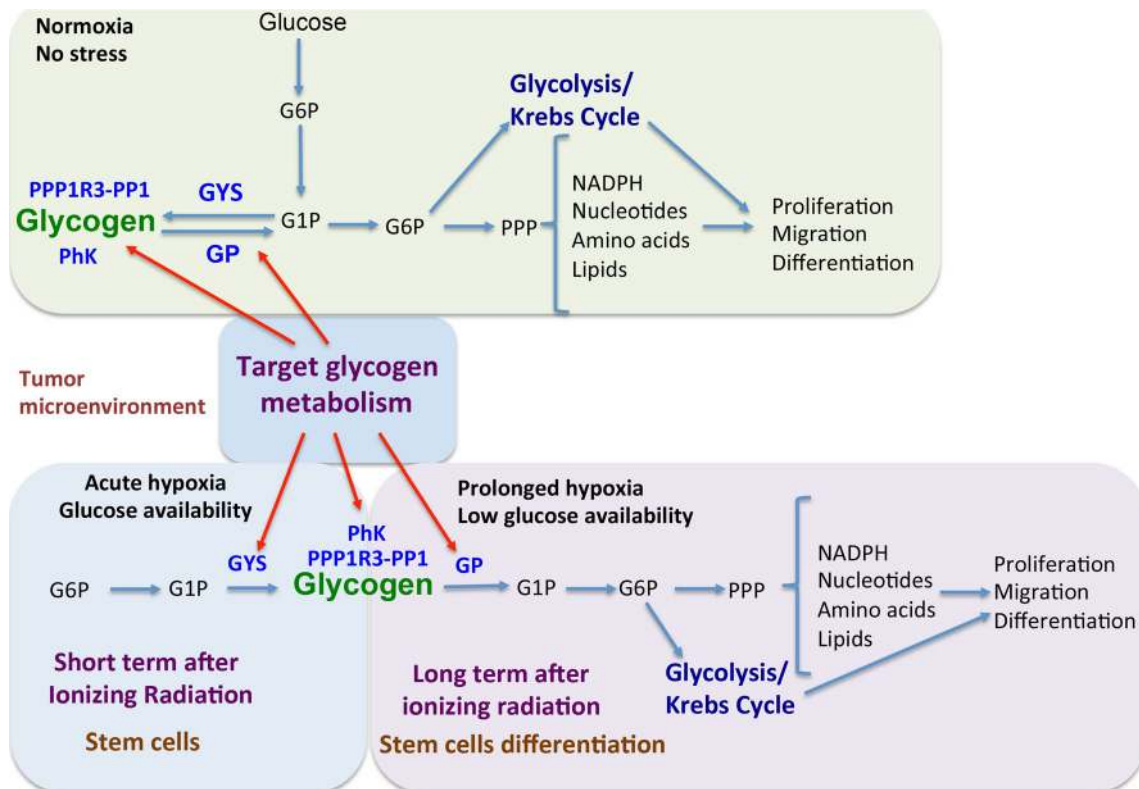 Normoxia
No stress
Glucose
G6P
Glycolysis/
Krebs Cycle
PPP1R3-PP1
GYS
Glycogen
G1P
G6P
PPP
PhK
GP
NADPH
Nucleotides
Amino acids
Lipids
Proliferation
Migration
Differentiation
Tumor
microenvironment
Target glycogen
metabolism
Acute hypoxia
Glucose availability
G6P
G1P
GYS
PhK
PPP1R3-PP1
Glycogen
Short term after
Ionizing Radiation
Stem cells
Prolonged hypoxia
Low glucose availability
GP
G1P
G6P
PPP
NADPH
Nucleotides
Amino acids
Lipids
Proliferation
Migration
Differentiation
Glycolysis/
Krebs Cycle
Long term after
ionizing radiation
Stem cells differentiation